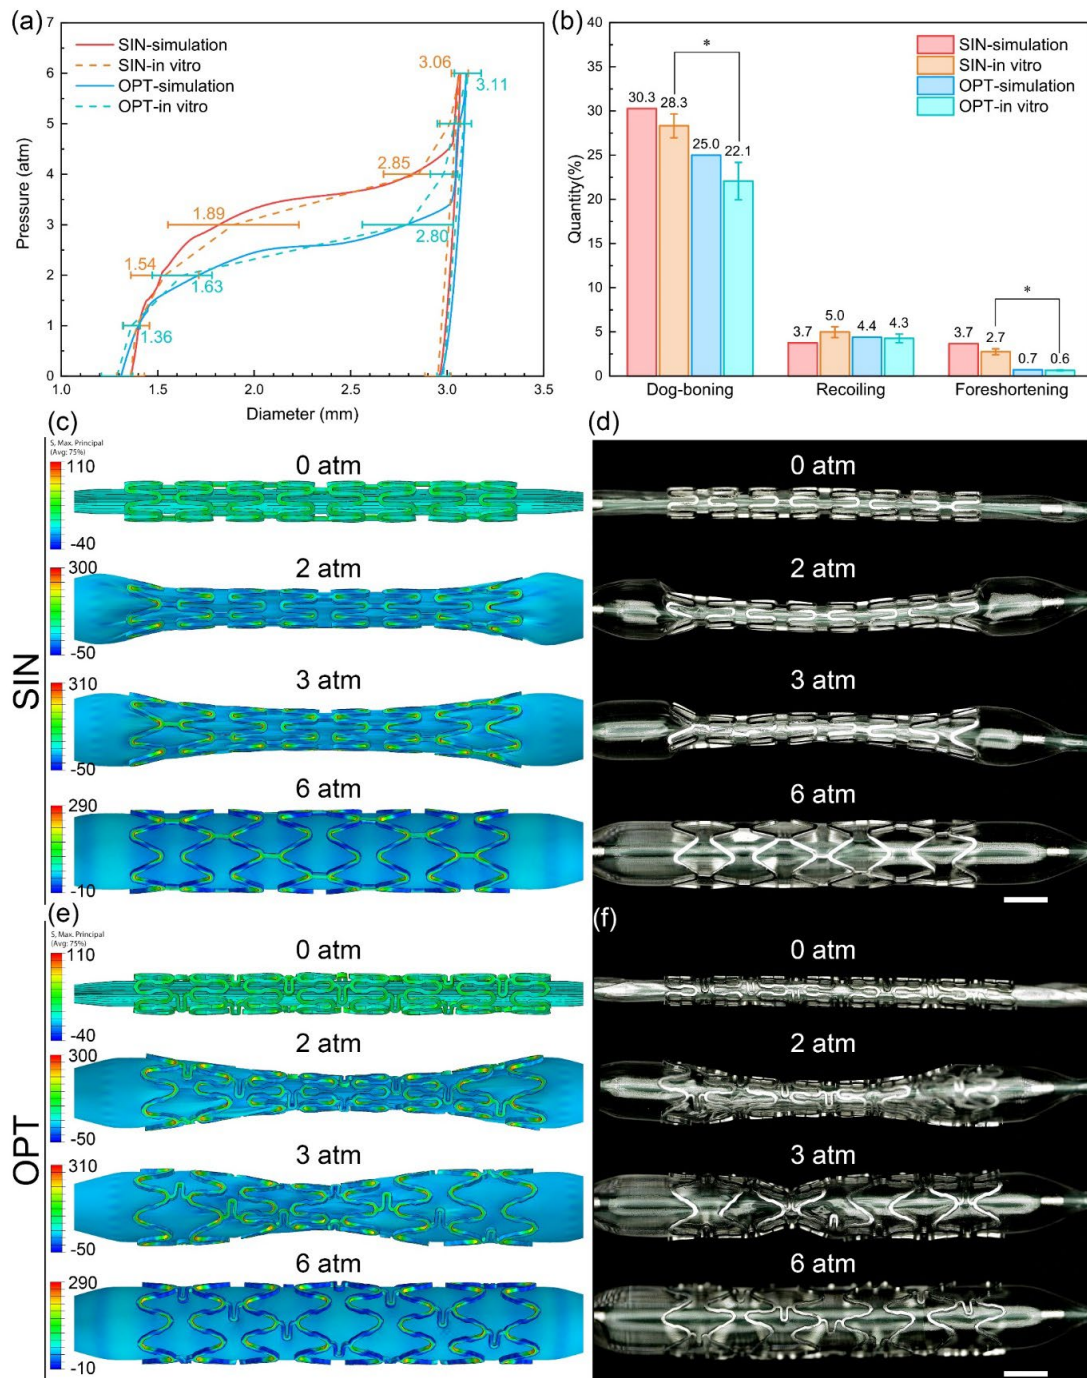 (a)
7
6
5
4
3
2
1
0
Pressure (atm)
SIN-simulation
SIN-in vitro
OPT-simulation
OPT-in vitro
3.06
3.11
2.85
1.89
2.80
1.54
1.63
1.36
1.0 1.5 2.0 2.5 3.0 3.5
Diameter (mm)
(b)
40
35
30
25
20
15
10
5
0
Quantity(%)
SIN-simulation
SIN-in vitro
OPT-simulation
OPT-in vitro
*
30.3 28.3 25.0 22.1
3.7 5.0 4.4 4.3
*
3.7 2.7 0.7 0.6
Dog-boning Recoiling Foreshortening
SIN
(c)
S, Max. Principal
(Avg: 75%)
110
-40
0 atm
300
-50
2 atm
310
-50
3 atm
290
-10
6 atm
(d)
0 atm
2 atm
3 atm
6 atm
OPT
(e)
S, Max. Principal
(Avg: 75%)
110
-40
0 atm
300
-50
2 atm
310
-50
3 atm
290
-10
6 atm
(f)
0 atm
2 atm
3 atm
6 atm